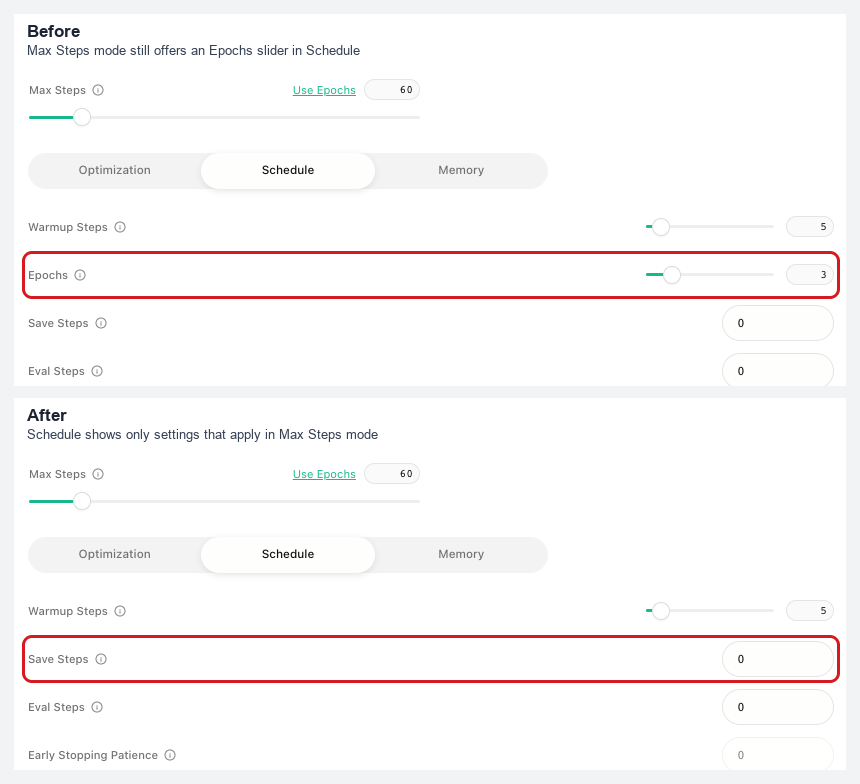 Before
Max Steps mode still offers an Epochs slider in Schedule
Max Steps Use Epochs 60
Optimization Schedule Memory
Warmup Steps 5
Epochs 3
Save Steps 0
Eval Steps 0
After
Schedule shows only settings that apply in Max Steps mode
Max Steps Use Epochs 60
Optimization Schedule Memory
Warmup Steps 5
Save Steps 0
Eval Steps 0
Early Stopping Patience 0